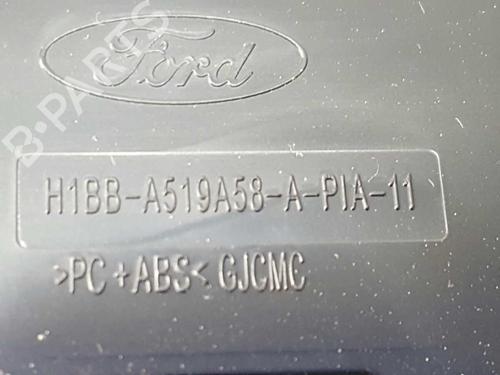 Ford
H1BB-A519A58-A-PIA-11
>PC+ABS< GJCMC
B-PARTS